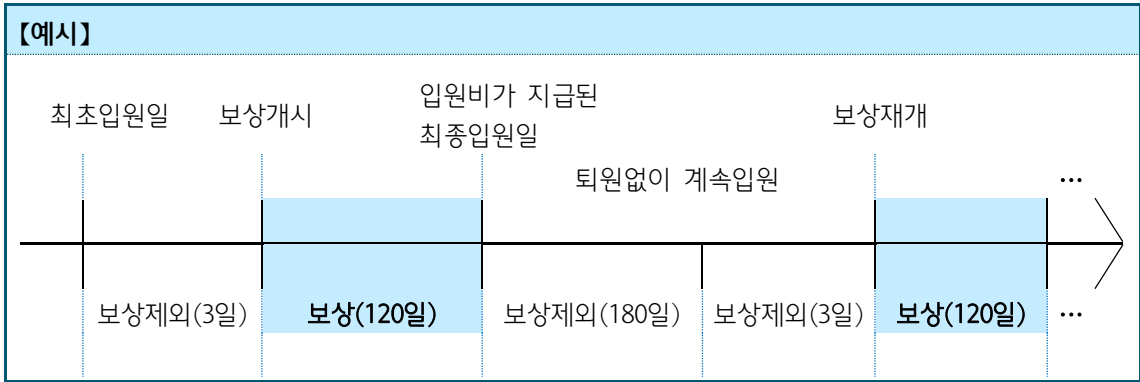 【예시】
최초입원일
보상개시
입원비가 지급된
최종입원일
보상재개
퇴원없이 계속입원
…
보상제외(3일)
보상(120일)
보상제외(180일)
보상제외(3일)
보상(120일)
…